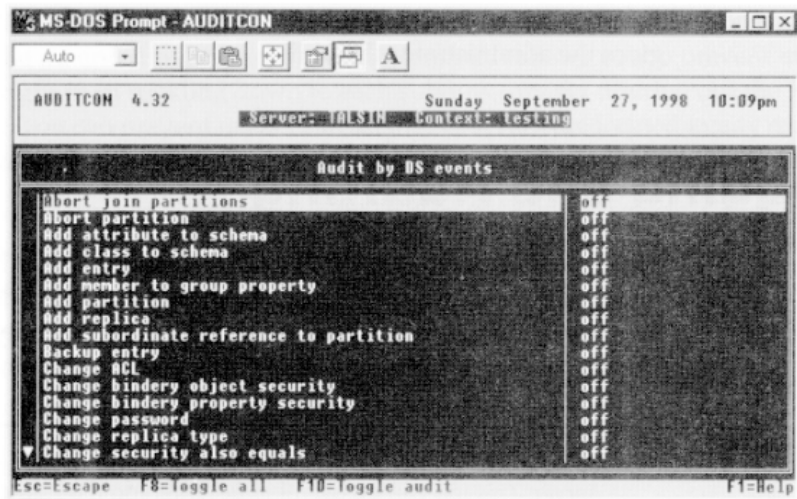 MS-DOS Prompt - AUDITCON
Auto
A
AUDITCON 4.32 Sunday September 27, 1998 10:09pm
Server: TALSIN Context: testing
Audit by DS events
Abort join partitions off
Abort partition off
Add attribute to schema off
Add class to schema off
Add entry off
Add member to group property off
Add partition off
Add replica off
Add subordinate reference to partition off
Backup entry off
Change ACL off
Change bindery object security off
Change bindery property security off
Change password off
Change replica type off
Change security also equals off
Esc=Escape F8=Toggle all F10=Toggle audit F1=Help